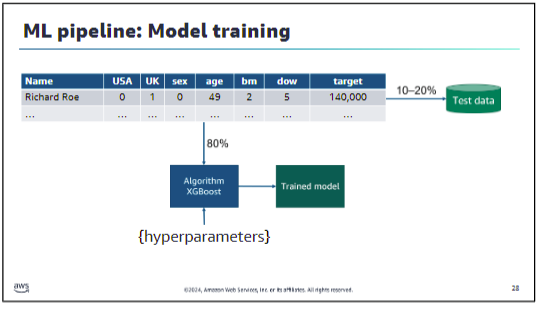 ML pipeline: Model training
Name USA UK sex age bm dow target
Richard Roe 0 1 0 49 2 5 140,000
... ... ... ... ... ... ... ...
10–20%
Test data
80%
Algorithm
XGBoost
Trained model
{hyperparameters}
aws
©2024, Amazon Web Services, Inc. or its affiliates. All rights reserved.
28